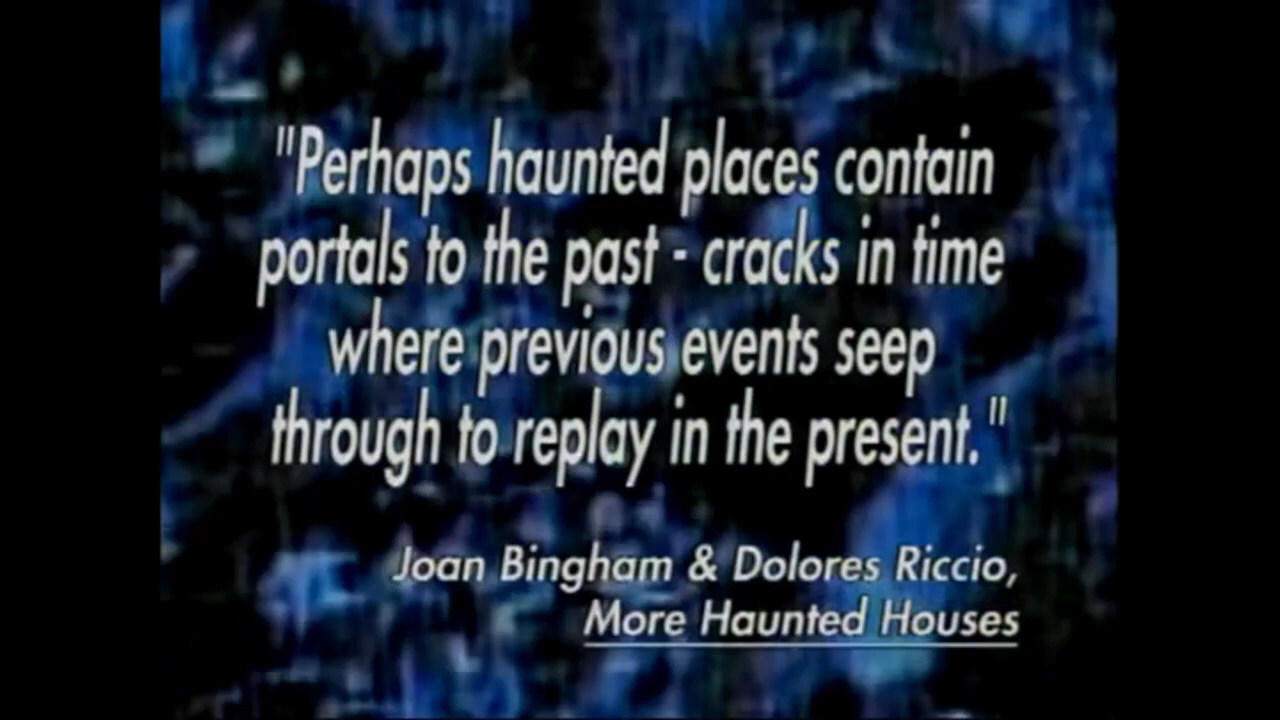 "Perhaps haunted places contain
portals to the past - cracks in time
where previous events seep
through to replay in the present."
Joan Bingham & Dolores Riccio,
More Haunted Houses